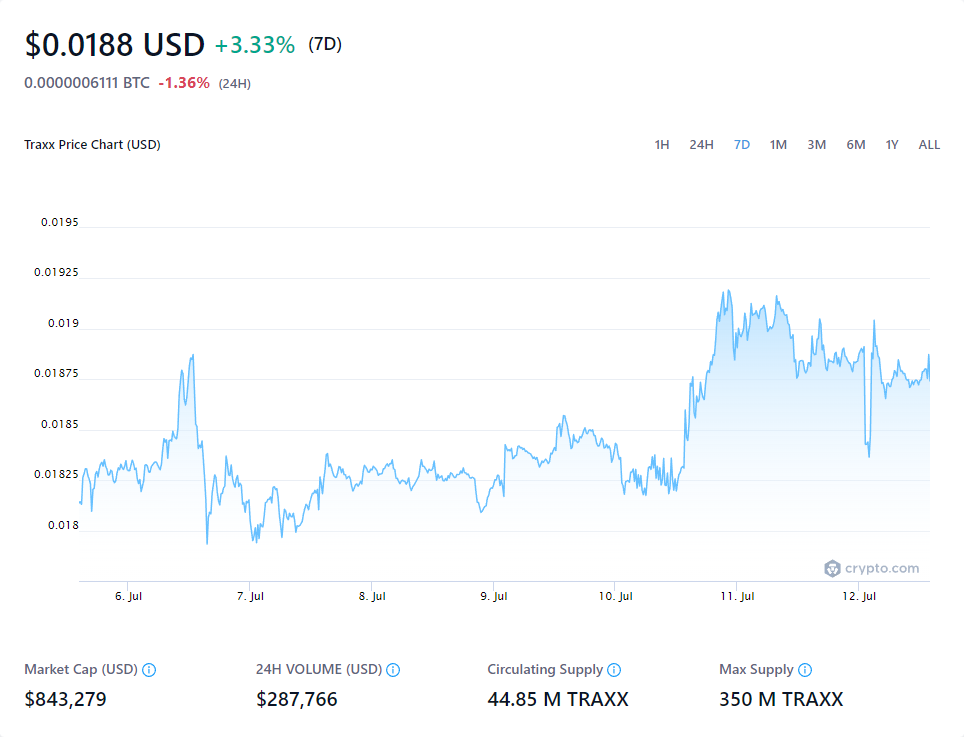 $0.0188 USD +3.33% (7D)
0.0000006111 BTC -1.36% (24H)
Traxx Price Chart (USD) 1H 24H 7D 1M 3M 6M 1Y ALL
0.0195
0.01925
0.019
0.01875
0.0185
0.01825
0.018
crypto.com
6. Jul 7. Jul 8. Jul 9. Jul 10. Jul 11. Jul 12. Jul
Market Cap (USD) 24H VOLUME (USD) Circulating Supply Max Supply
$843,279 $287,766 44.85 M TRAXX 350 M TRAXX